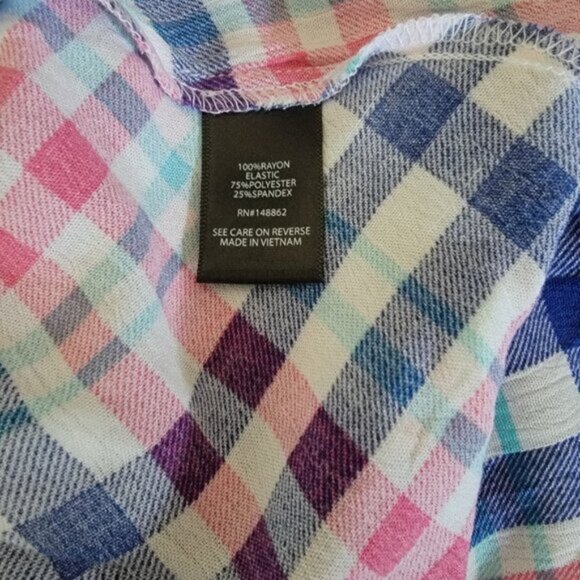 100%RAYON
ELASTIC
75%POLYESTER
25%SPANDEX
RN#148862
SEE CARE ON REVERSE
MADE IN VIETNAM